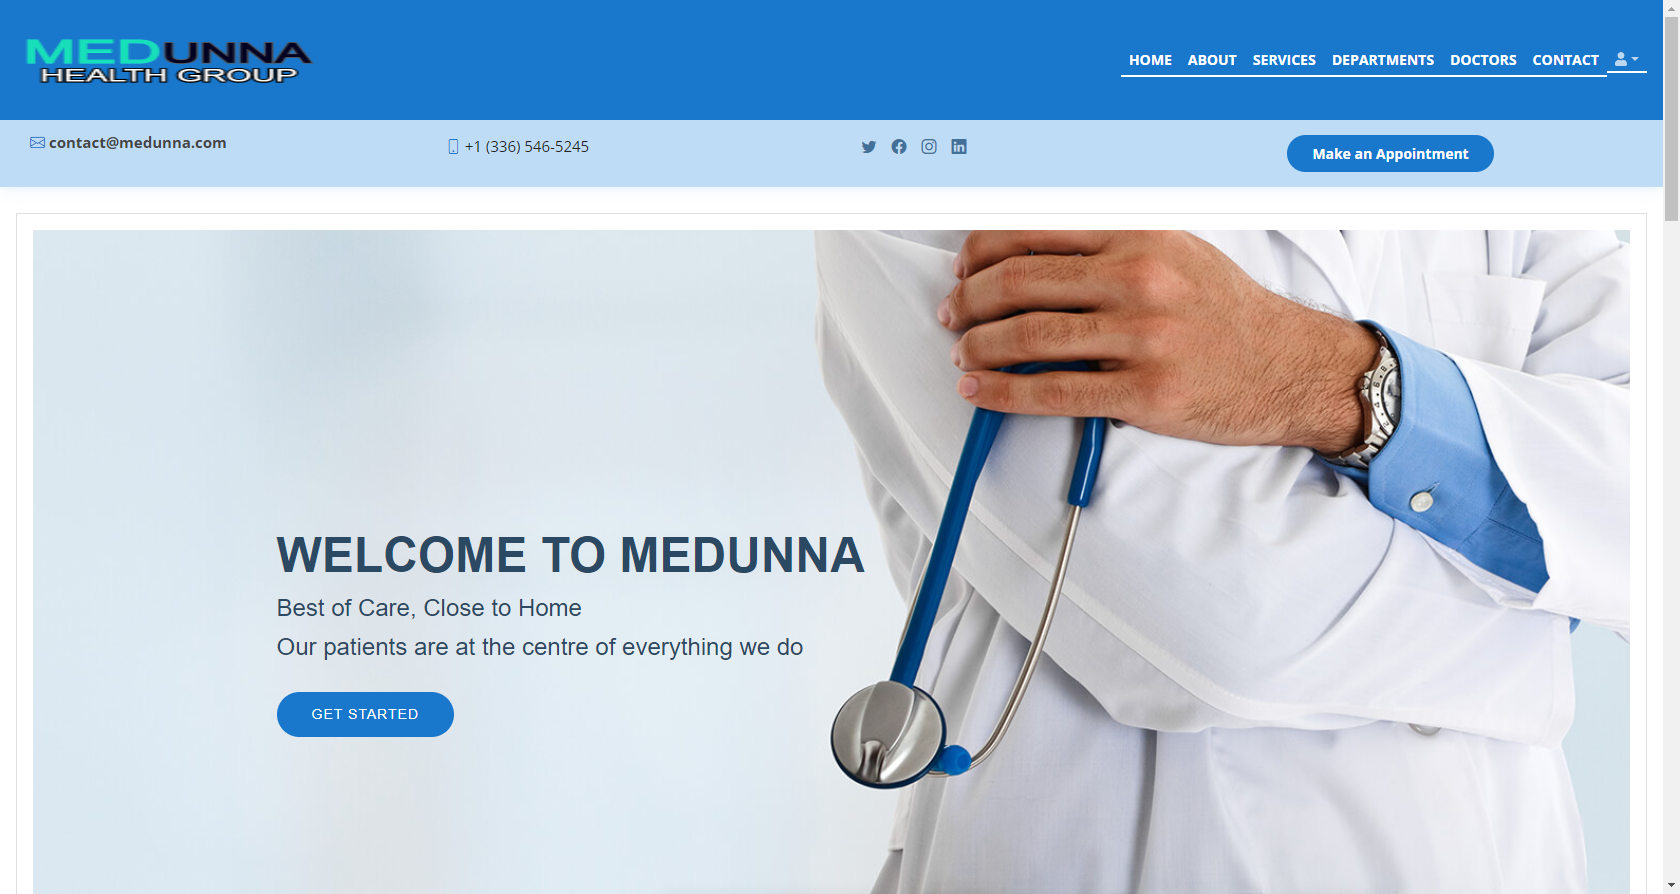 MEDUNNA
HEALTH GROUP
HOME ABOUT SERVICES DEPARTMENTS DOCTORS CONTACT
contact@medunna.com
+1 (336) 546-5245
Make an Appointment
WELCOME TO MEDUNNA
Best of Care, Close to Home
Our patients are at the centre of everything we do
GET STARTED